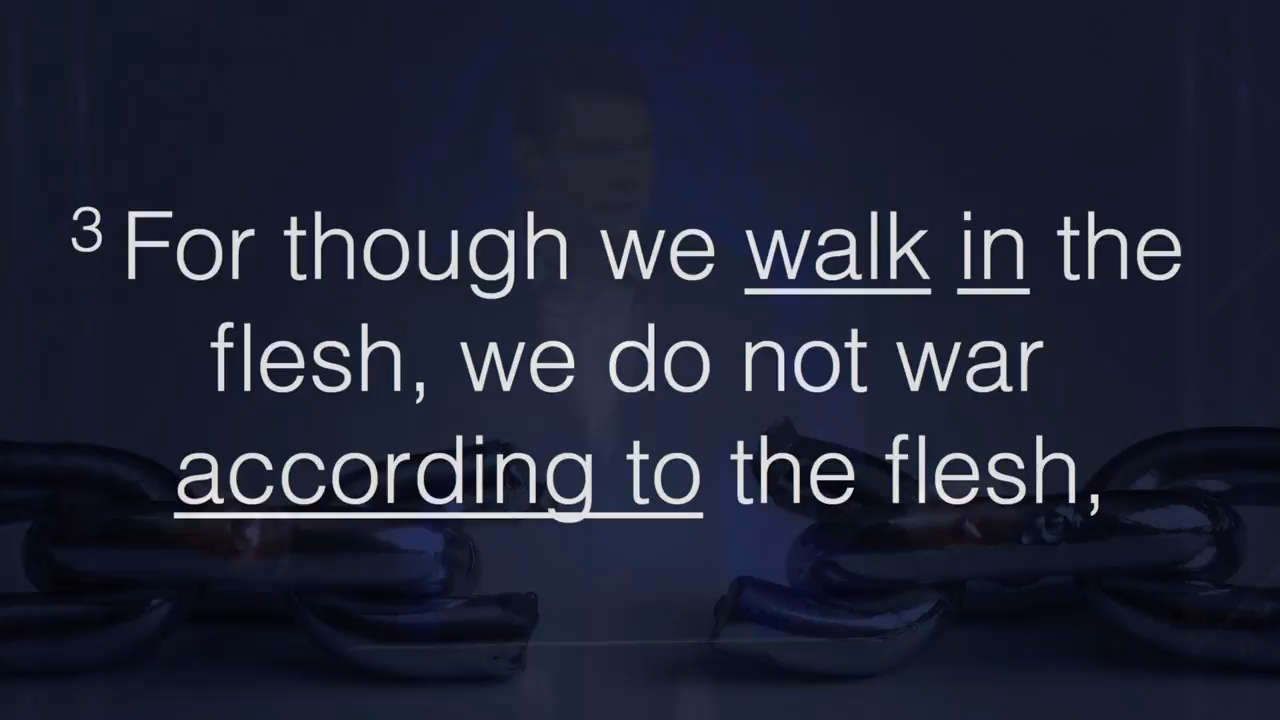 3 For though we walk in the
flesh, we do not war
according to the flesh,